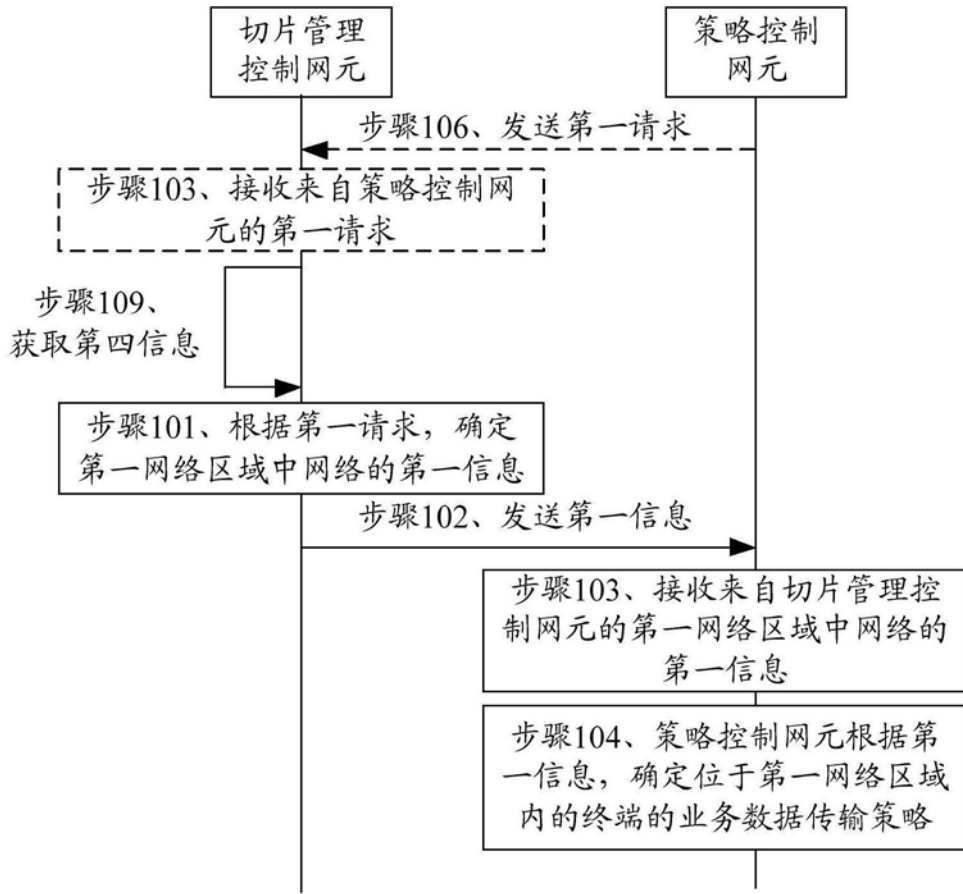 切片管理
控制网元
策略控制
网元
步骤106、发送第一请求
步骤103、接收来自策略控制网
元的第一请求
步骤109、
获取第四信息
步骤101、根据第一请求，确定
第一网络区域中网络的第一信息
步骤102、发送第一信息
步骤103、接收来自切片管理控
制网元的第一网络区域中网络的
第一信息
步骤104、策略控制网元根据第
一信息，确定位于第一网络区域
内的终端的业务数据传输策略